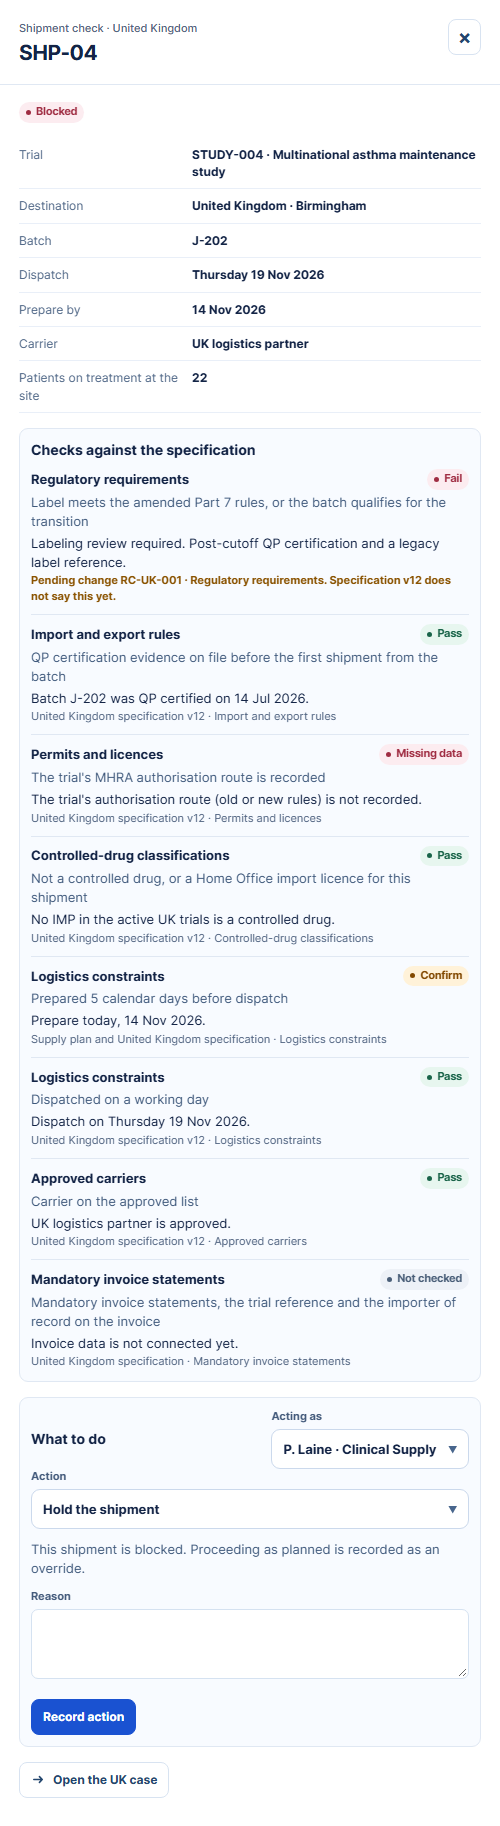 Shipment check · United Kingdom
SHP-04
×
Blocked
Trial
STUDY-004 · Multinational asthma maintenance
study
Destination
United Kingdom · Birmingham
Batch
J-202
Dispatch
Thursday 19 Nov 2026
Prepare by
14 Nov 2026
Carrier
UK logistics partner
Patients on treatment at the
site
22
Checks against the specification
Regulatory requirements
Fail
Label meets the amended Part 7 rules, or the batch qualifies for the
transition
Labeling review required. Post-cutoff QP certification and a legacy
label reference.
Pending change RC-UK-001 · Regulatory requirements. Specification v12 does
not say this yet.
Import and export rules
Pass
QP certification evidence on file before the first shipment from the
batch
Batch J-202 was QP certified on 14 Jul 2026.
United Kingdom specification v12 · Import and export rules
Permits and licences
Missing data
The trial's MHRA authorisation route is recorded
The trial's authorisation route (old or new rules) is not recorded.
United Kingdom specification v12 · Permits and licences
Controlled-drug classifications
Pass
Not a controlled drug, or a Home Office import licence for this
shipment
No IMP in the active UK trials is a controlled drug.
United Kingdom specification v12 · Controlled-drug classifications
Logistics constraints
Confirm
Prepared 5 calendar days before dispatch
Prepare today, 14 Nov 2026.
Supply plan and United Kingdom specification · Logistics constraints
Logistics constraints
Pass
Dispatched on a working day
Dispatch on Thursday 19 Nov 2026.
United Kingdom specification v12 · Logistics constraints
Approved carriers
Pass
Carrier on the approved list
UK logistics partner is approved.
United Kingdom specification v12 · Approved carriers
Mandatory invoice statements
Not checked
Mandatory invoice statements, the trial reference and the importer of
record on the invoice
Invoice data is not connected yet.
United Kingdom specification · Mandatory invoice statements
What to do
Acting as
P. Laine · Clinical Supply
Action
Hold the shipment
This shipment is blocked. Proceeding as planned is recorded as an
override.
Reason
Record action
→ Open the UK case